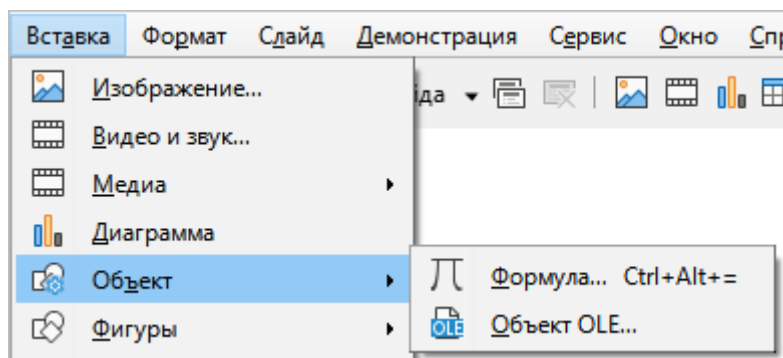 Вставка Формат Слайд Демонстрация Сервис Окно
Изображение...
Видео и звук...
Медиа
Диаграмма
Объект
Фигуры
Формула... Ctrl+Alt+=
Объект OLE...